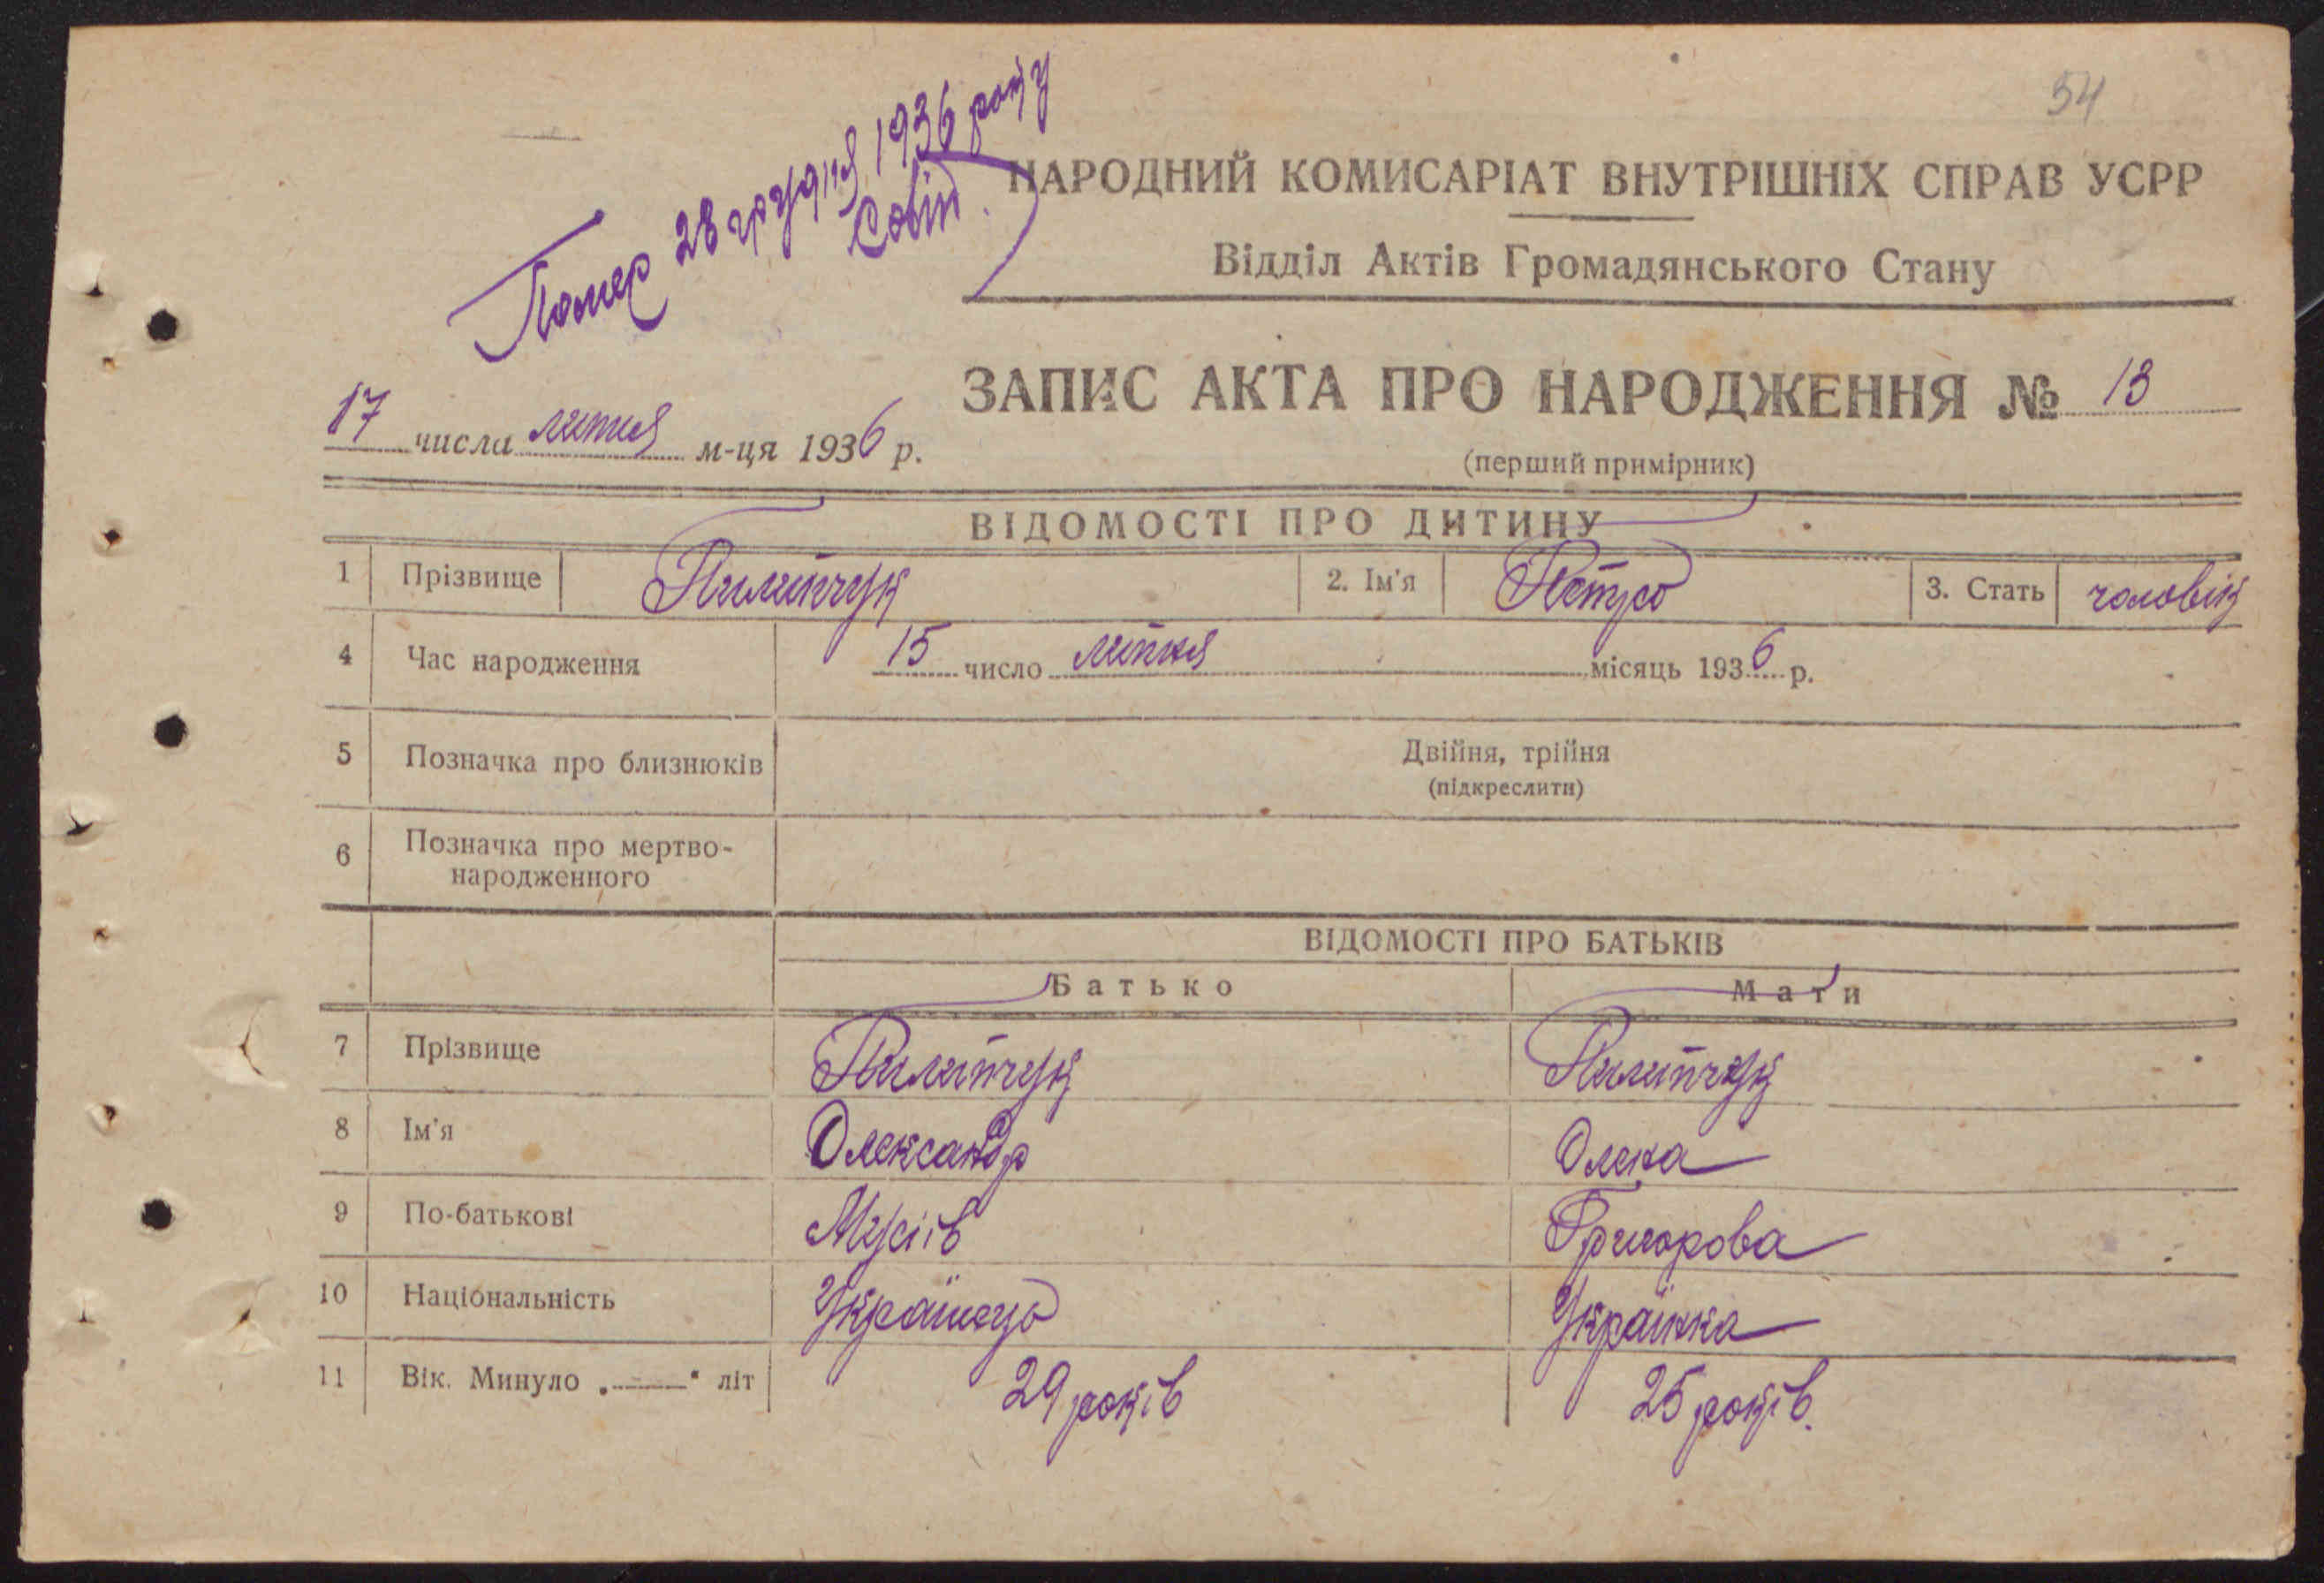 54
Помер 28 грудня 1936 року
НАРОДНИЙ КОМИСАРІАТ ВНУТРІШНІХ СПРАВ УСРР
Відділ Актів Громадянського Стану
ЗАПИС АКТА ПРО НАРОДЖЕННЯ № 13
17 числа липня м-ця 1936 р.
(перший примірник)
ВІДОМОСТІ ПРО ДИТИНУ
1 Прізвище Пилипчук 2. Ім'я Петро 3. Стать чоловік
4 Час народження 15 число липня місяць 1936 р.
5 Позначка про близнюків Двійня, трійня
(підкреслити)
6 Позначка про мертво-
народженного
ВІДОМОСТІ ПРО БАТЬКІВ
Батько Мати
7 Прізвище Пилипчук Пилипчук
8 Ім'я Олександр Олена
9 По-батькові Мусіїв Григорова
10 Національність Українець Українка
11 Вік. Минуло „——" літ 29 років 25 років.